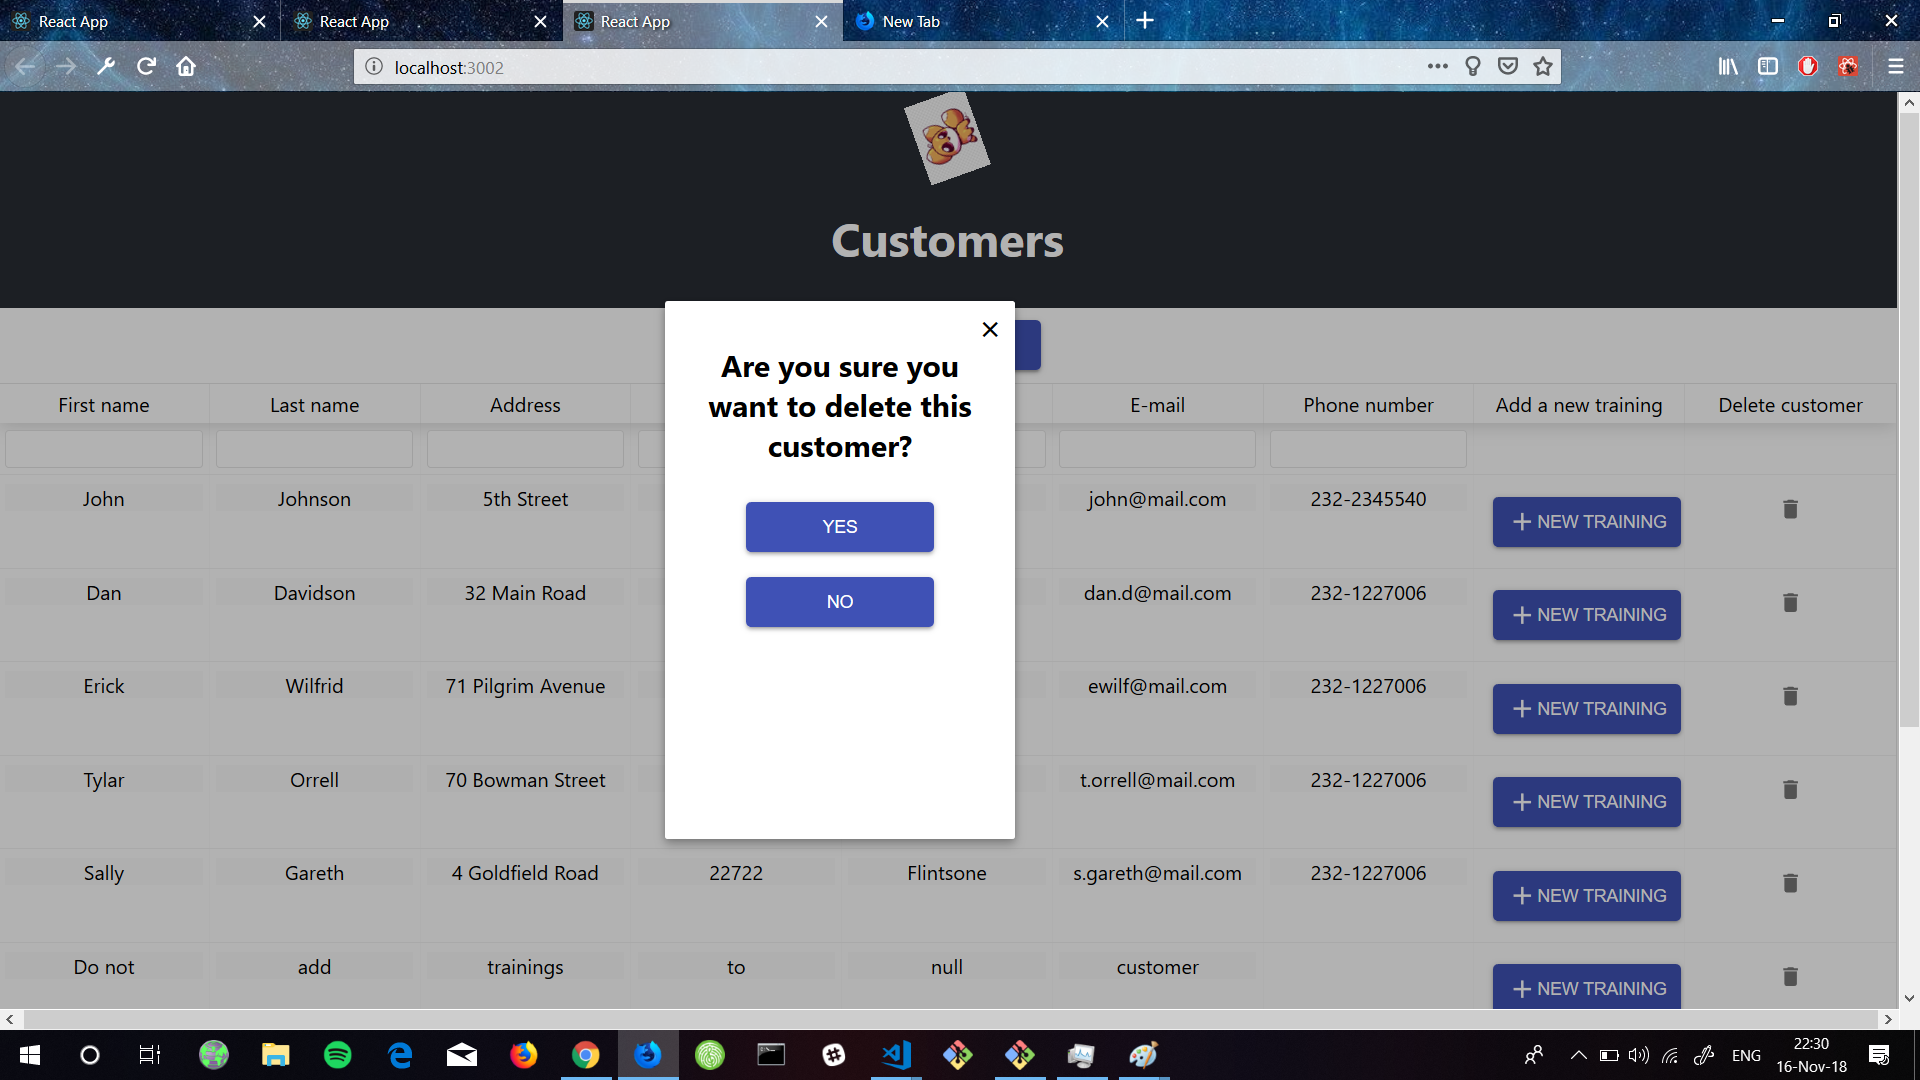 React App
React App
React App
New Tab
localhost:3002
Customers
Are you sure you
want to delete this
customer?
YES
NO
First name Last name Address E-mail Phone number Add a new training Delete customer
John Johnson 5th Street john@mail.com 232-2345540 NEW TRAINING
Dan Davidson 32 Main Road dan.d@mail.com 232-1227006 NEW TRAINING
Erick Wilfrid 71 Pilgrim Avenue ewilf@mail.com 232-1227006 NEW TRAINING
Tylar Orrell 70 Bowman Street t.orrell@mail.com 232-1227006 NEW TRAINING
Sally Gareth 4 Goldfield Road 22722 Flintsone s.gareth@mail.com 232-1227006 NEW TRAINING
Do not add trainings to null customer NEW TRAINING
ENG
22:30
16-Nov-18